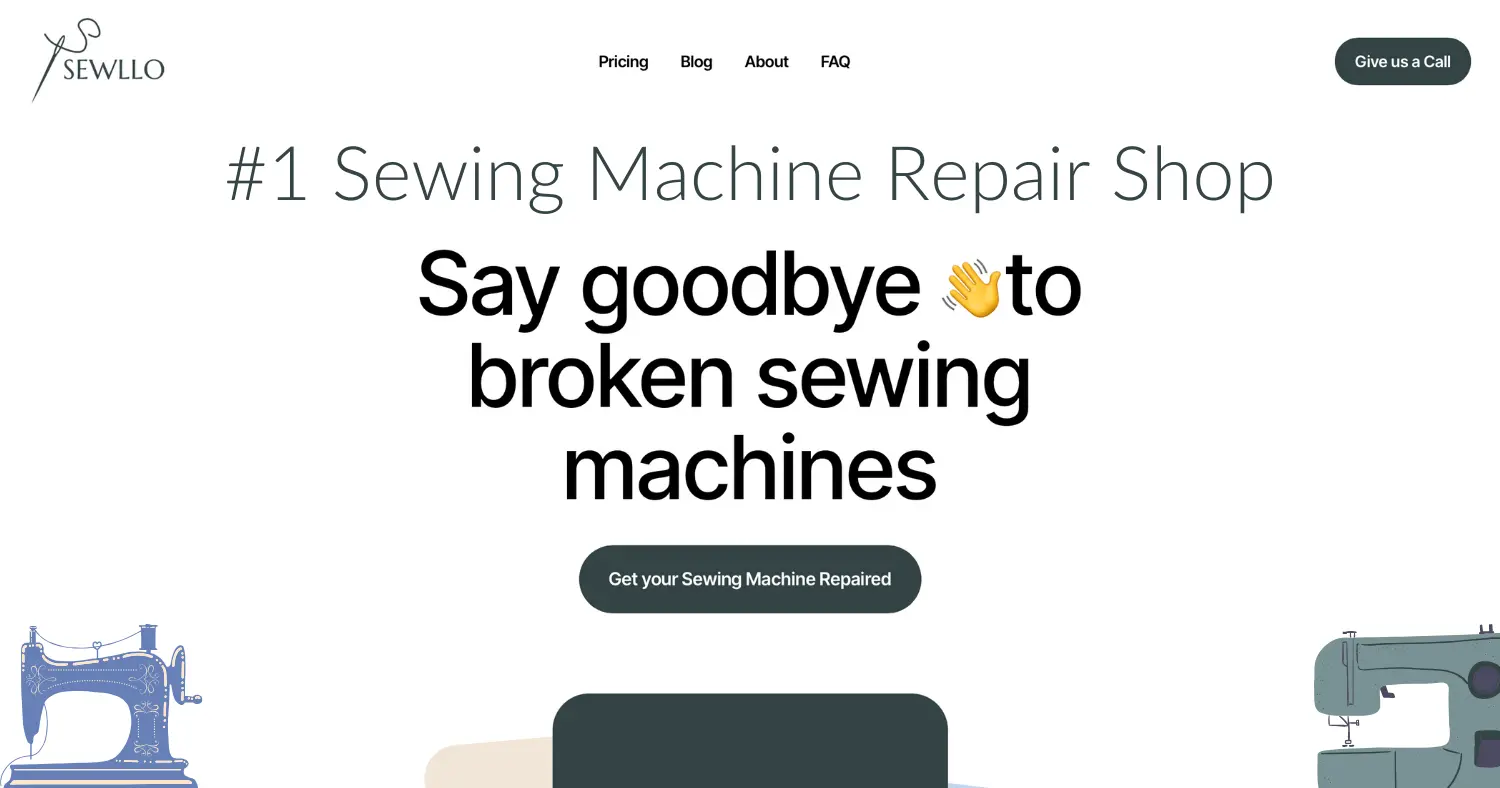 SEWLLO
Pricing
Blog
About
FAQ
Give us a Call
#1 Sewing Machine Repair Shop
Say goodbye 👋to
broken sewing
machines
Get your Sewing Machine Repaired